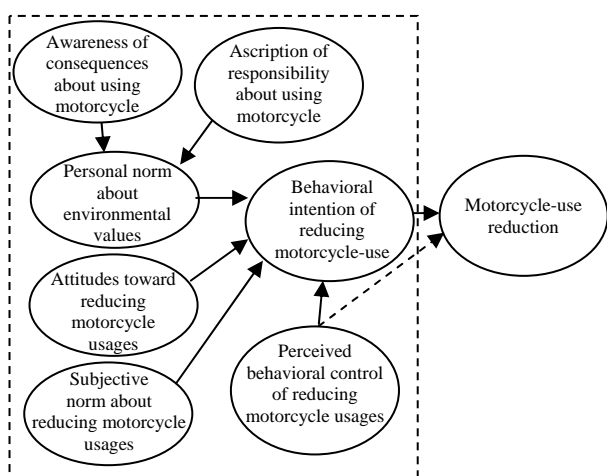 Awareness of
consequences about
using motorcycle
Ascription of
responsibility about
using motorcycle
Personal norm
about
environmental
values
Behavioral
intention of
reducing
motorcycle-use
Motorcycle-use
reduction
Attitudes toward
reducing
motorcycle
usages
Subjective
norm about
reducing motorcycle
usages
Perceived
behavioral control
of reducing
motorcycle usages